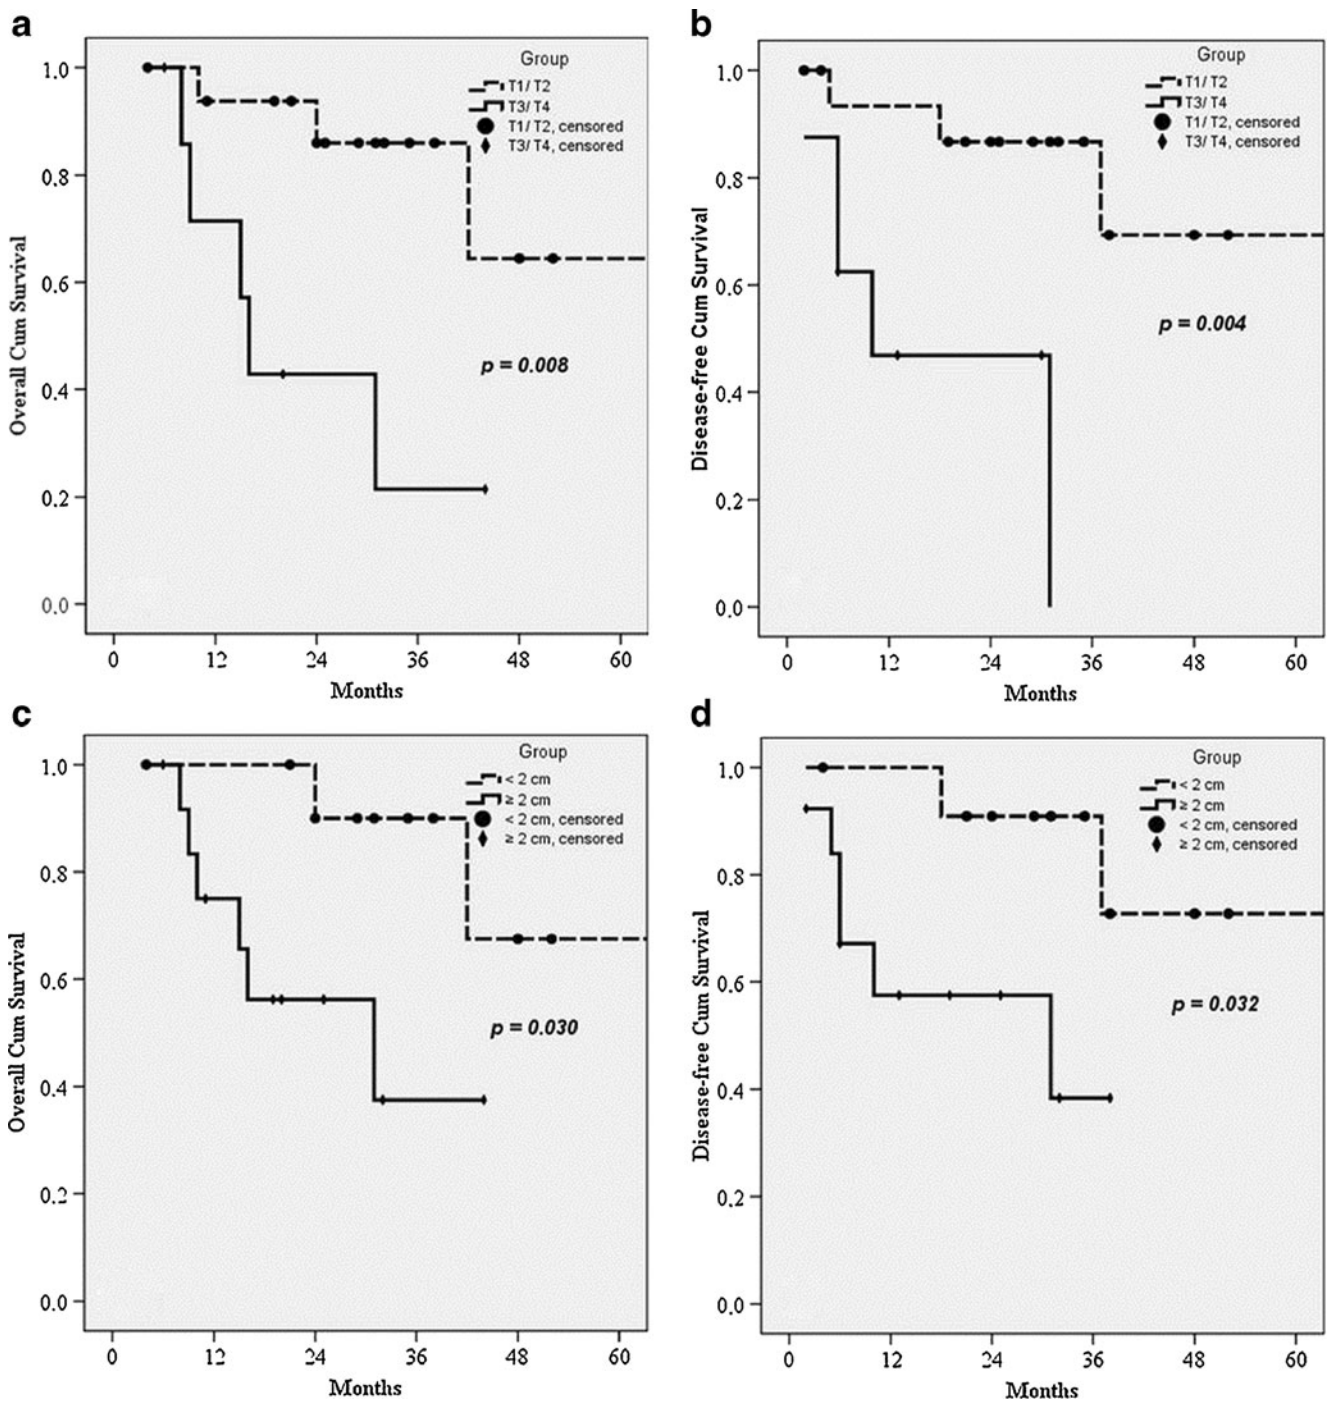 a
Group
T1/ T2
T3/ T4
T1/ T2, censored
T3/ T4, censored
1.0
0.8
0.6
0.4
0.2
0.0
Overall Cum Survival
p = 0.008
0 12 24 36 48 60
Months
b
Group
T1/ T2
T3/ T4
T1/ T2, censored
T3/ T4, censored
1.0
0.8
0.6
0.4
0.2
0.0
Disease-free Cum Survival
p = 0.004
0 12 24 36 48 60
Months
c
Group
< 2 cm
≥ 2 cm
< 2 cm, censored
≥ 2 cm, censored
1.0
0.8
0.6
0.4
0.2
0.0
Overall Cum Survival
p = 0.030
0 12 24 36 48 60
Months
d
Group
< 2 cm
≥ 2 cm
< 2 cm, censored
≥ 2 cm, censored
1.0
0.8
0.6
0.4
0.2
0.0
Disease-free Cum Survival
p = 0.032
0 12 24 36 48 60
Months